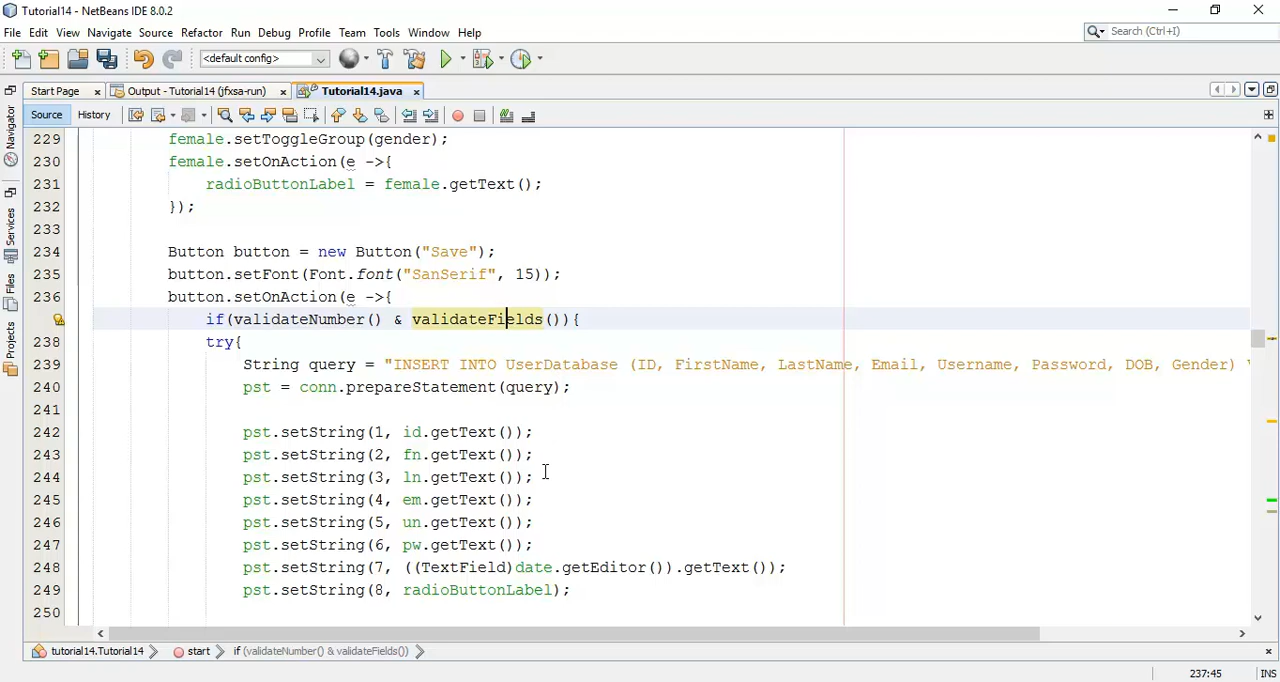 Tutorial14 - NetBeans IDE 8.0.2
File Edit View Navigate Source Refactor Run Debug Profile Team Tools Window Help
Search (Ctrl+I)
<default config>
Start Page Output - Tutorial14 (jfxsa-run) Tutorial14.java
Source History
Navigator
Services
Files
Projects
229 female.setToggleGroup(gender);
230 female.setOnAction(e ->{
231 radioButtonLabel = female.getText();
232 });
233
234 Button button = new Button("Save");
235 button.setFont(Font.font("SanSerif", 15));
236 button.setOnAction(e ->{
if(validateNumber() & validateFields()){
238 try{
239 String query = "INSERT INTO UserDatabase (ID, FirstName, LastName, Email, Username, Password, DOB, Gender)
240 pst = conn.prepareStatement(query);
241
242 pst.setString(1, id.getText());
243 pst.setString(2, fn.getText());
244 pst.setString(3, ln.getText());
245 pst.setString(4, em.getText());
246 pst.setString(5, un.getText());
247 pst.setString(6, pw.getText());
248 pst.setString(7, ((TextField)date.getEditor()).getText());
249 pst.setString(8, radioButtonLabel);
250
tutorial14.Tutorial14 start if (validateNumber() & validateFields())
237:45 INS